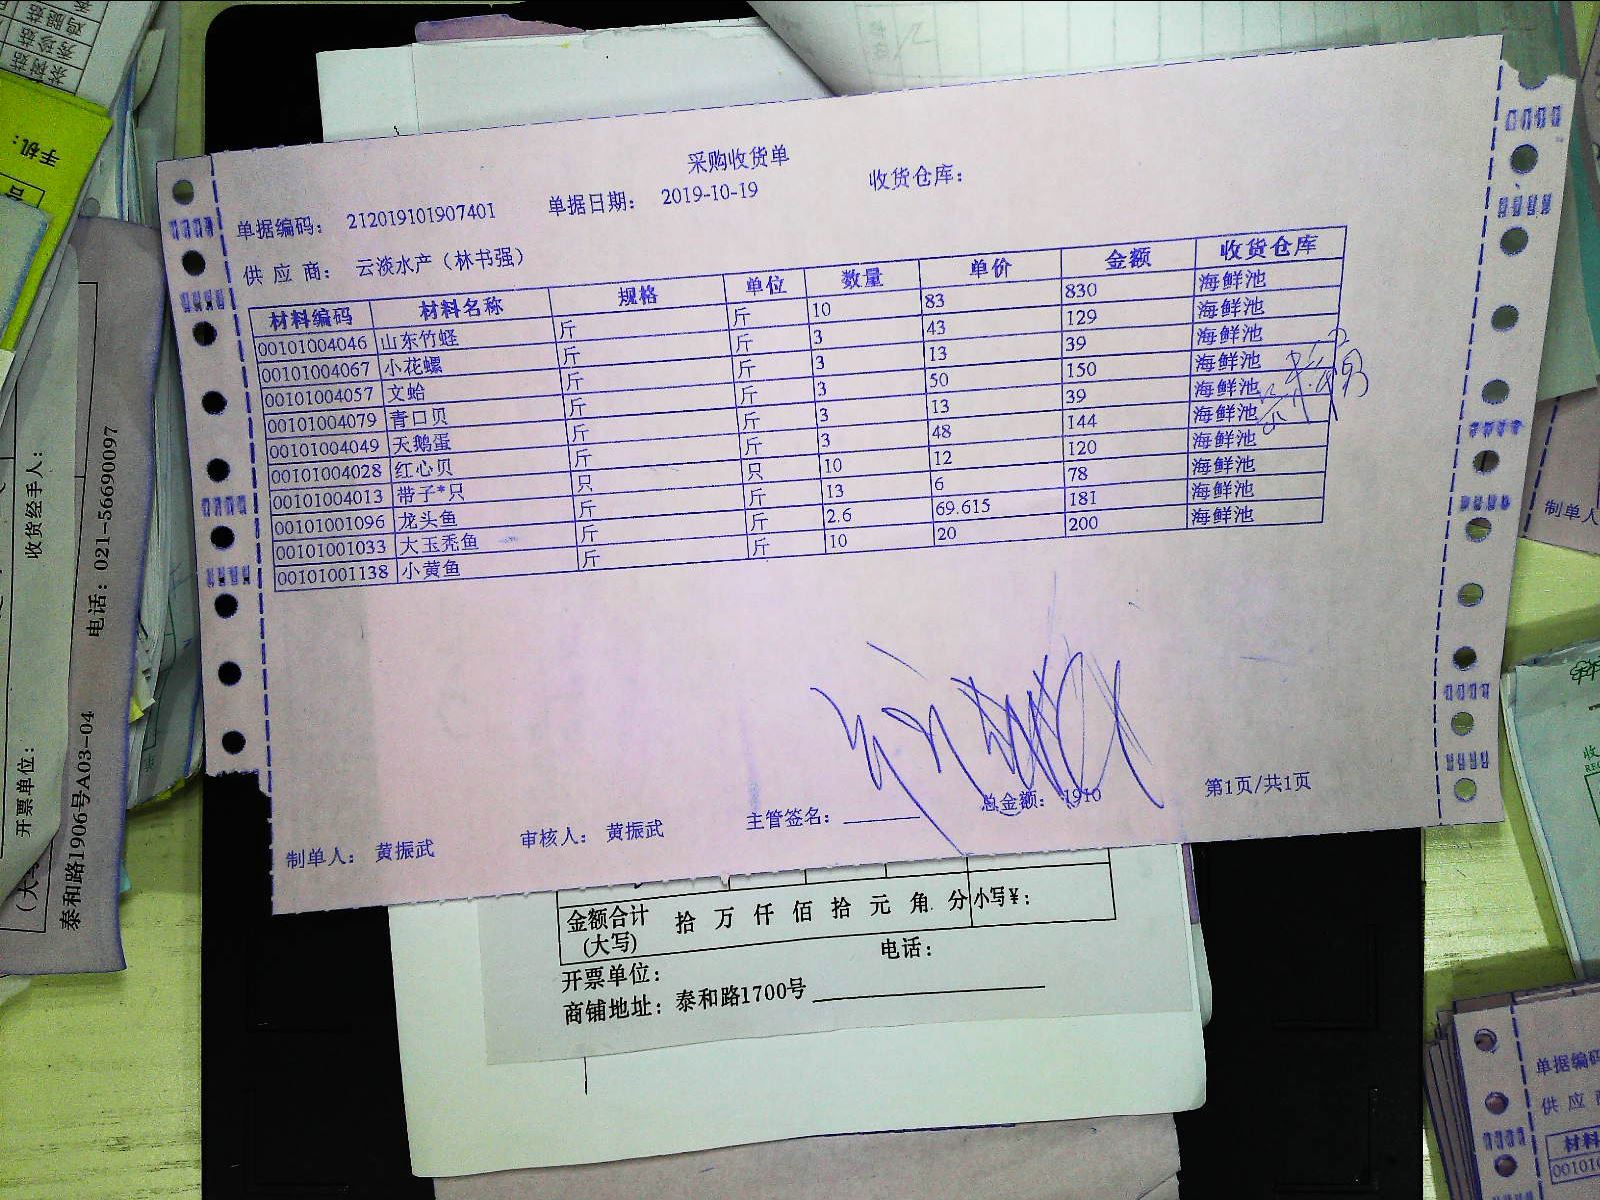 采购收货单
单据编码： 212019101907401 单据日期： 2019-10-19 收货仓库：
供 应 商： 云淡水产（林书强）
材料编码 材料名称 规格 单位 数量 单价 金额 收货仓库
00101004046 山东竹蛏 斤 斤 10 83 830 海鲜池
00101004067 小花螺 斤 斤 3 43 129 海鲜池
00101004057 文蛤 斤 斤 3 13 39 海鲜池
00101004079 青口贝 斤 斤 3 50 150 海鲜池
00101004049 天鹅蛋 斤 斤 3 13 39 海鲜池
00101004028 红心贝 斤 斤 3 48 144 海鲜池
00101004013 带子*只 只 只 10 12 120 海鲜池
00101001096 龙头鱼 斤 斤 13 6 78 海鲜池
00101001033 大玉秃鱼 斤 斤 2.6 69.615 181 海鲜池
00101001138 小黄鱼 斤 斤 10 20 200 海鲜池
制单人： 黄振武 审核人： 黄振武 主管签名： 总金额： 1910 第1页/共1页
金额合计 (大写) 拾 万 仟 佰 拾 元 角 分 小写¥：
开票单位： 电话：
商铺地址：泰和路1700号
手机：
收货经手人：
电话：021-56690097
开票单位：
泰和路1906号A03-04
茶树菇
秀珍菇
鸡腿菇
制单人
单据编码
供 应
材料